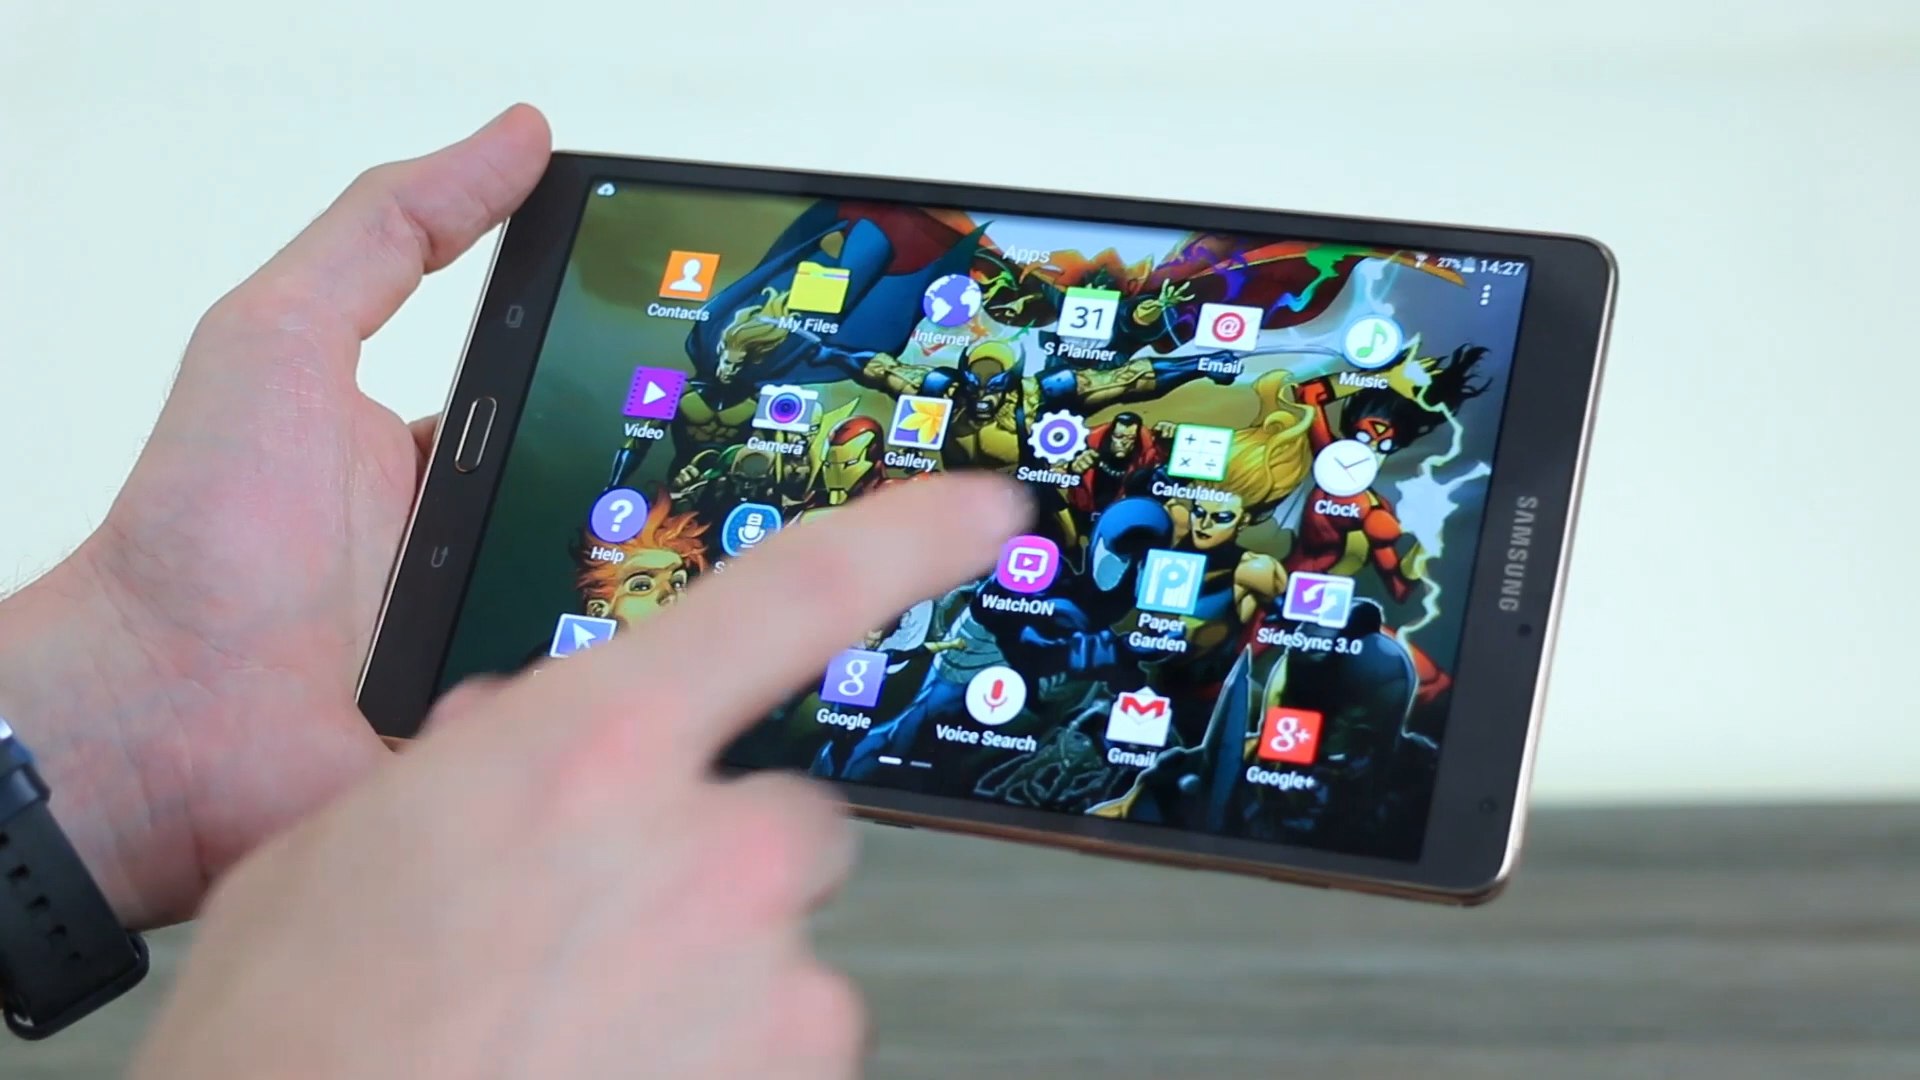 Apps
27% 14:27
Contacts
My Files
Internet
31
S Planner
Email
Music
Video
Camera
Gallery
Settings
Calculator
Clock
Help
WatchON
Paper
Garden
SideSync 3.0
g
Google
Voice Search
Gmail
g+
Google+
SAMSUNG